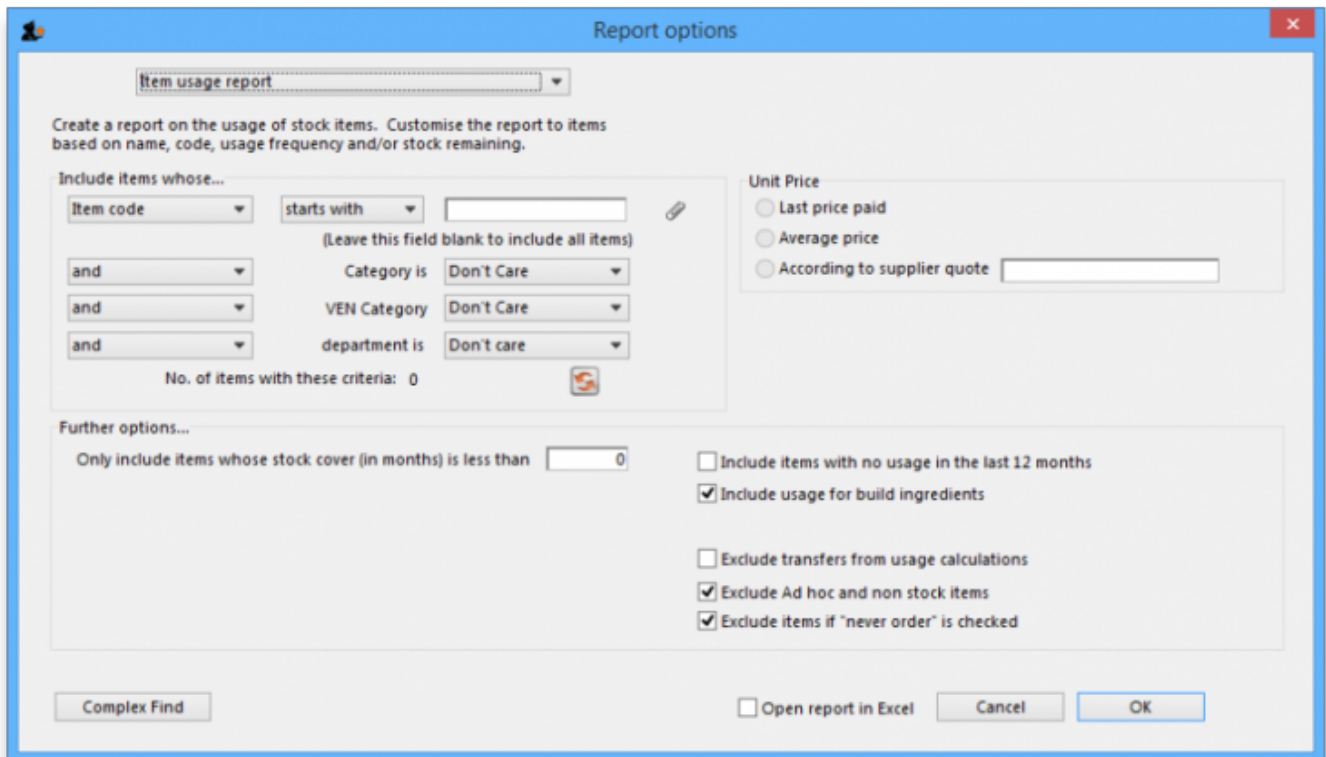 Report options
Item usage report
Create a report on the usage of stock items. Customise the report to items
based on name, code, usage frequency and/or stock remaining.
Include items whose...
Item code starts with
(Leave this field blank to include all items)
and Category is Don't Care
and VEN Category Don't Care
and department is Don't care
No. of items with these criteria: 0
Unit Price
Last price paid
Average price
According to supplier quote
Further options...
Only include items whose stock cover (in months) is less than 0
Include items with no usage in the last 12 months
Include usage for build ingredients
Exclude transfers from usage calculations
Exclude Ad hoc and non stock items
Exclude items if "never order" is checked
Complex Find
Open report in Excel
Cancel
OK